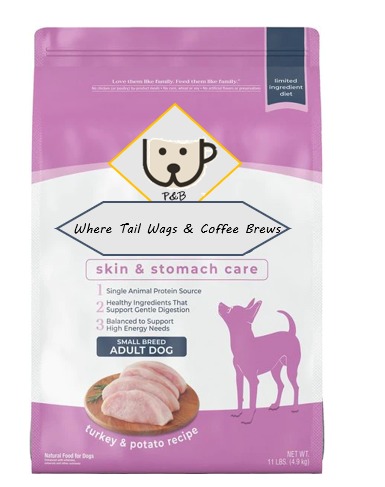 Love them like family. Feed them like family.
limited
ingredient
diet
P&B
Where Tail Wags & Coffee Brews
skin & stomach care
1 Single Animal Protein Source
2 Healthy Ingredients That
Support Gentle Digestion
3 Balanced to Support
High Energy Needs
SMALL BREED
ADULT DOG
turkey & potato recipe
Natural Food for Dogs
NET WT.
11 LBS. (4.9 kg)